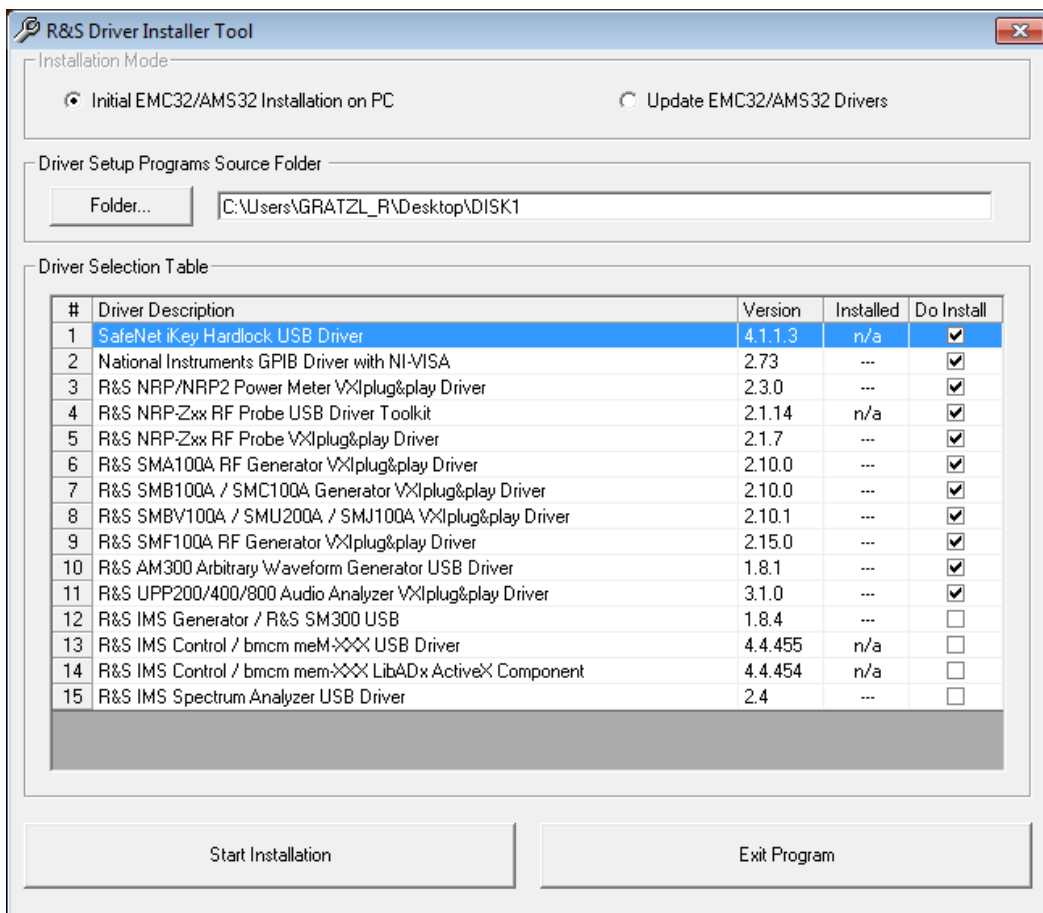 R&S Driver Installer Tool
Installation Mode
Initial EMC32/AMS32 Installation on PC Update EMC32/AMS32 Drivers
Driver Setup Programs Source Folder
Folder... C:\Users\GRATZL_R\Desktop\DISK1
Driver Selection Table
# Driver Description Version Installed Do Install
1 SafeNet iKey Hardlock USB Driver 4.1.1.3 n/a
2 National Instruments GPIB Driver with NI-VISA 2.73 ---
3 R&S NRP/NRP2 Power Meter VXIplug&play Driver 2.3.0 ---
4 R&S NRP-Zxx RF Probe USB Driver Toolkit 2.1.14 n/a
5 R&S NRP-Zxx RF Probe VXIplug&play Driver 2.1.7 ---
6 R&S SMA100A RF Generator VXIplug&play Driver 2.10.0 ---
7 R&S SMB100A / SMC100A Generator VXIplug&play Driver 2.10.0 ---
8 R&S SMBV100A / SMU200A / SMJ100A VXIplug&play Driver 2.10.1 ---
9 R&S SMF100A RF Generator VXIplug&play Driver 2.15.0 ---
10 R&S AM300 Arbitrary Waveform Generator USB Driver 1.8.1 ---
11 R&S UPP200/400/800 Audio Analyzer VXIplug&play Driver 3.1.0 ---
12 R&S IMS Generator / R&S SM300 USB 1.8.4 ---
13 R&S IMS Control / bmcm meM-XXX USB Driver 4.4.455 n/a
14 R&S IMS Control / bmcm mem-XXX LibADx ActiveX Component 4.4.454 n/a
15 R&S IMS Spectrum Analyzer USB Driver 2.4 ---
Start Installation Exit Program